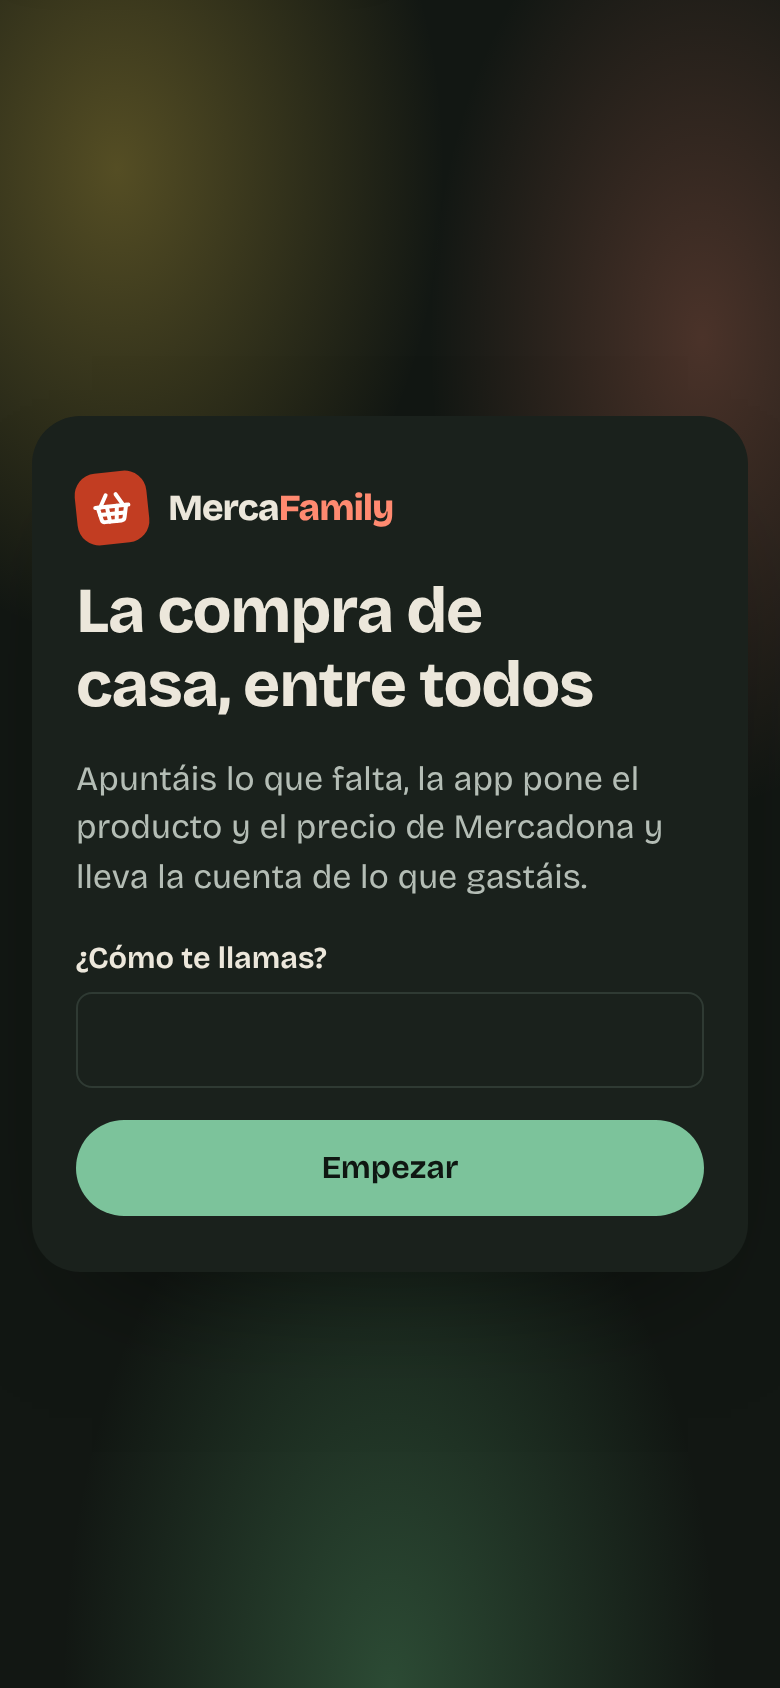 MercaFamily
La compra de
casa, entre todos
Apuntáis lo que falta, la app pone el
producto y el precio de Mercadona y
lleva la cuenta de lo que gastáis.
¿Cómo te llamas?
Empezar